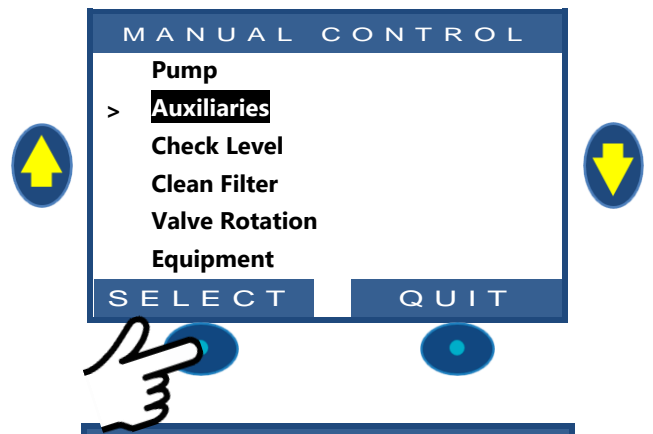 MANUAL CONTROL
Pump
> Auxiliaries
Check Level
Clean Filter
Valve Rotation
Equipment
SELECT QUIT